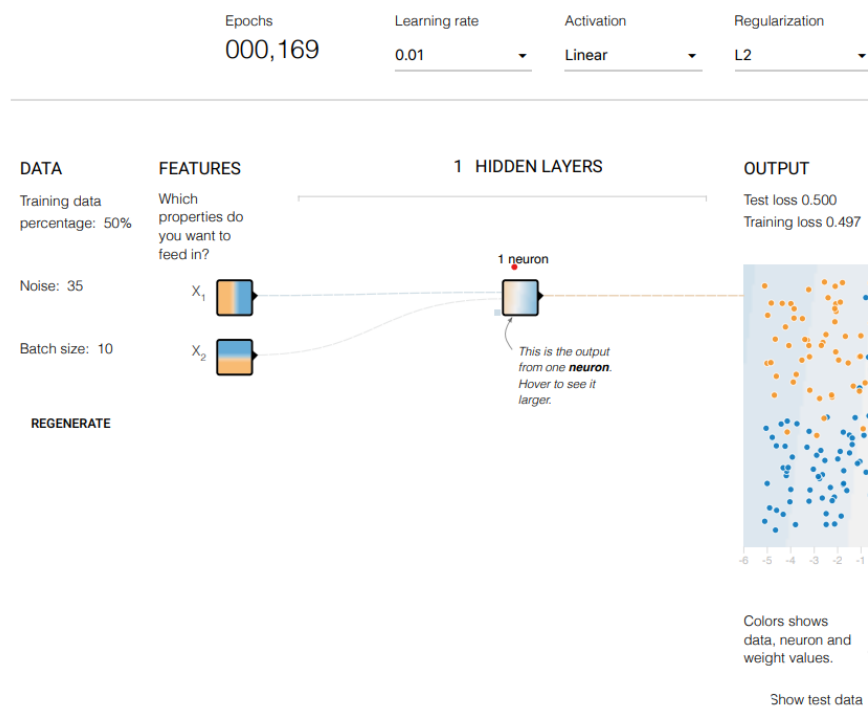 Epochs
000,169
Learning rate
0.01
Activation
Linear
Regularization
L2
DATA
Training data
percentage: 50%
Noise: 35
Batch size: 10
REGENERATE
FEATURES
Which
properties do
you want to
feed in?
X1
X2
1 HIDDEN LAYERS
1 neuron
This is the output
from one neuron.
Hover to see it
larger.
OUTPUT
Test loss 0.500
Training loss 0.497
-6 -5 -4 -3 -2 -1
Colors shows
data, neuron and
weight values.
Show test data